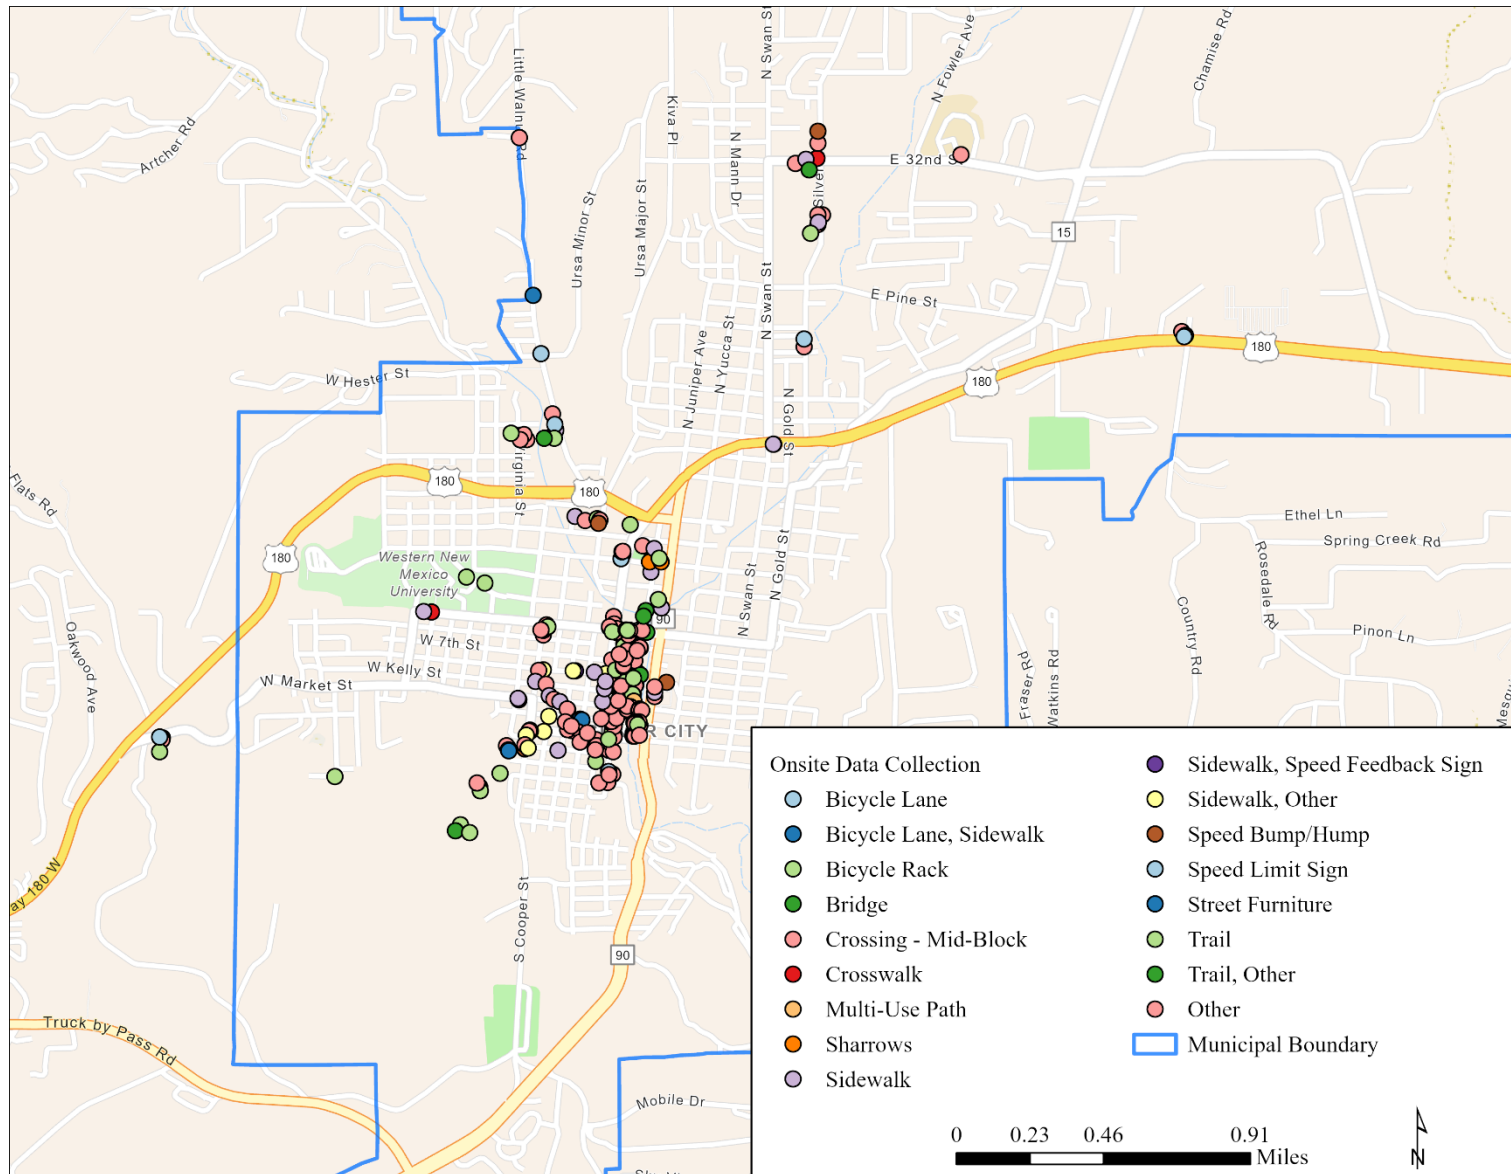 N Swan St
N Fowler Ave
Chamise Rd
Little Walnut Rd
Kiva Pl
N Mann Dr
Artcher Rd
E 32nd St
Silver
Ursa Minor St
Ursa Major St
15
N Swan St
E Pine St
180
180
N Yucca St
N Juniper Ave
W Hester St
N Gold St
Virginia St
180
180
Flats Rd
180
Ethel Ln
Spring Creek Rd
Western New
Mexico
University
N Gold St
N Swan St
Rosedale Rd
Country Rd
Pinon Ln
90
W 7th St
W Kelly St
W Market St
Oakwood Ave
Fraser Rd
Watkins Rd
R CITY
ay 180 W
S Cooper St
90
Truck by Pass Rd
Mobile Dr
Onsite Data Collection
Bicycle Lane
Bicycle Lane, Sidewalk
Bicycle Rack
Bridge
Crossing - Mid-Block
Crosswalk
Multi-Use Path
Sharrows
Sidewalk
Sidewalk, Speed Feedback Sign
Sidewalk, Other
Speed Bump/Hump
Speed Limit Sign
Street Furniture
Trail
Trail, Other
Other
Municipal Boundary
0 0.23 0.46 0.91
Miles
N